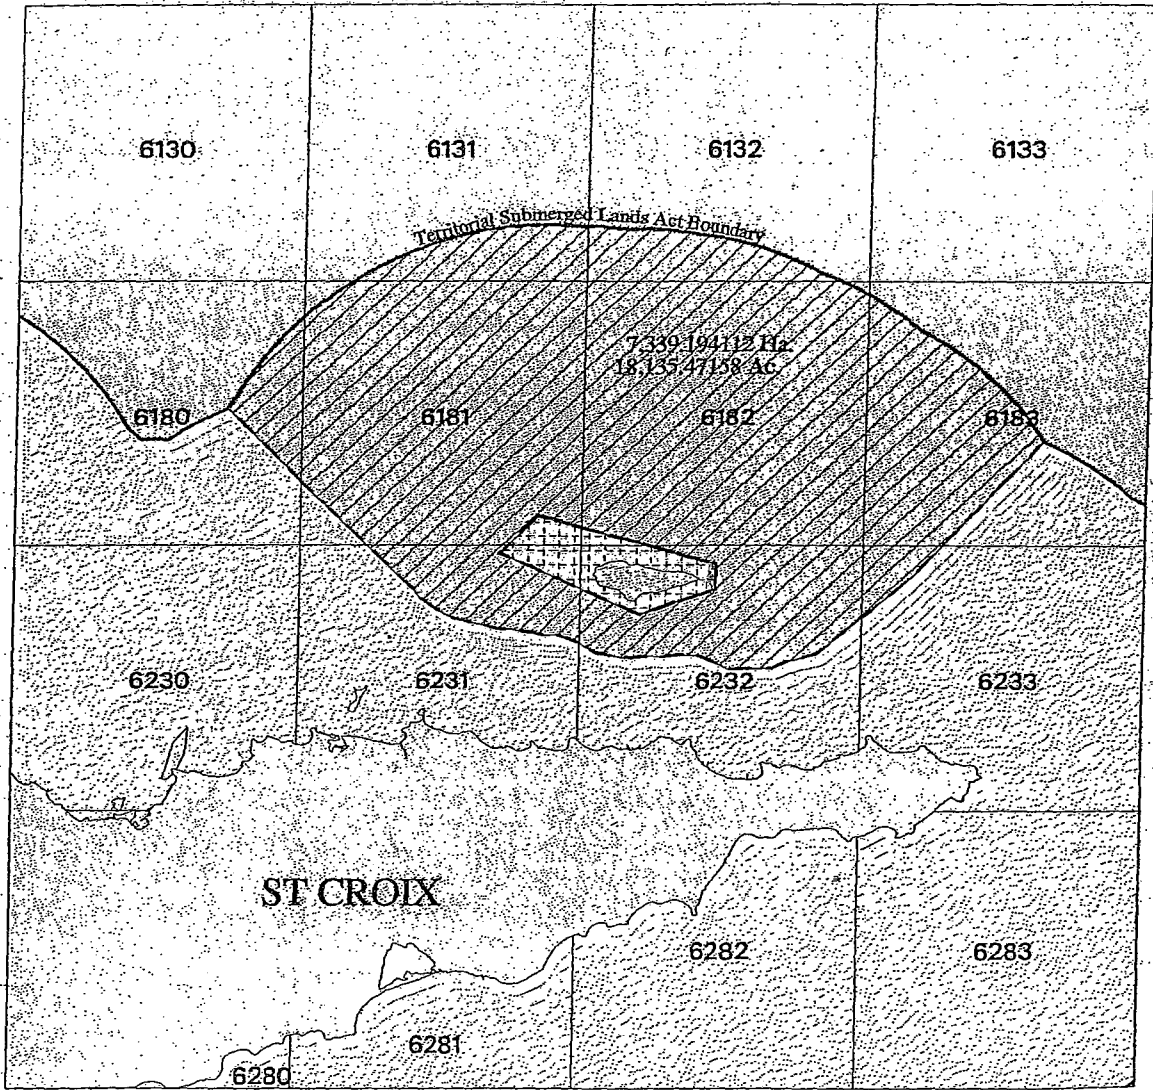 6130 6131 6132 6133
Territorial Submerged Lands Act Boundary
7,339.194112 Ha.
18,135.47158 Ac.
6180 6181 6182 6183
6230 6231 6232 6233
ST CROIX
6282 6283
6281
6280